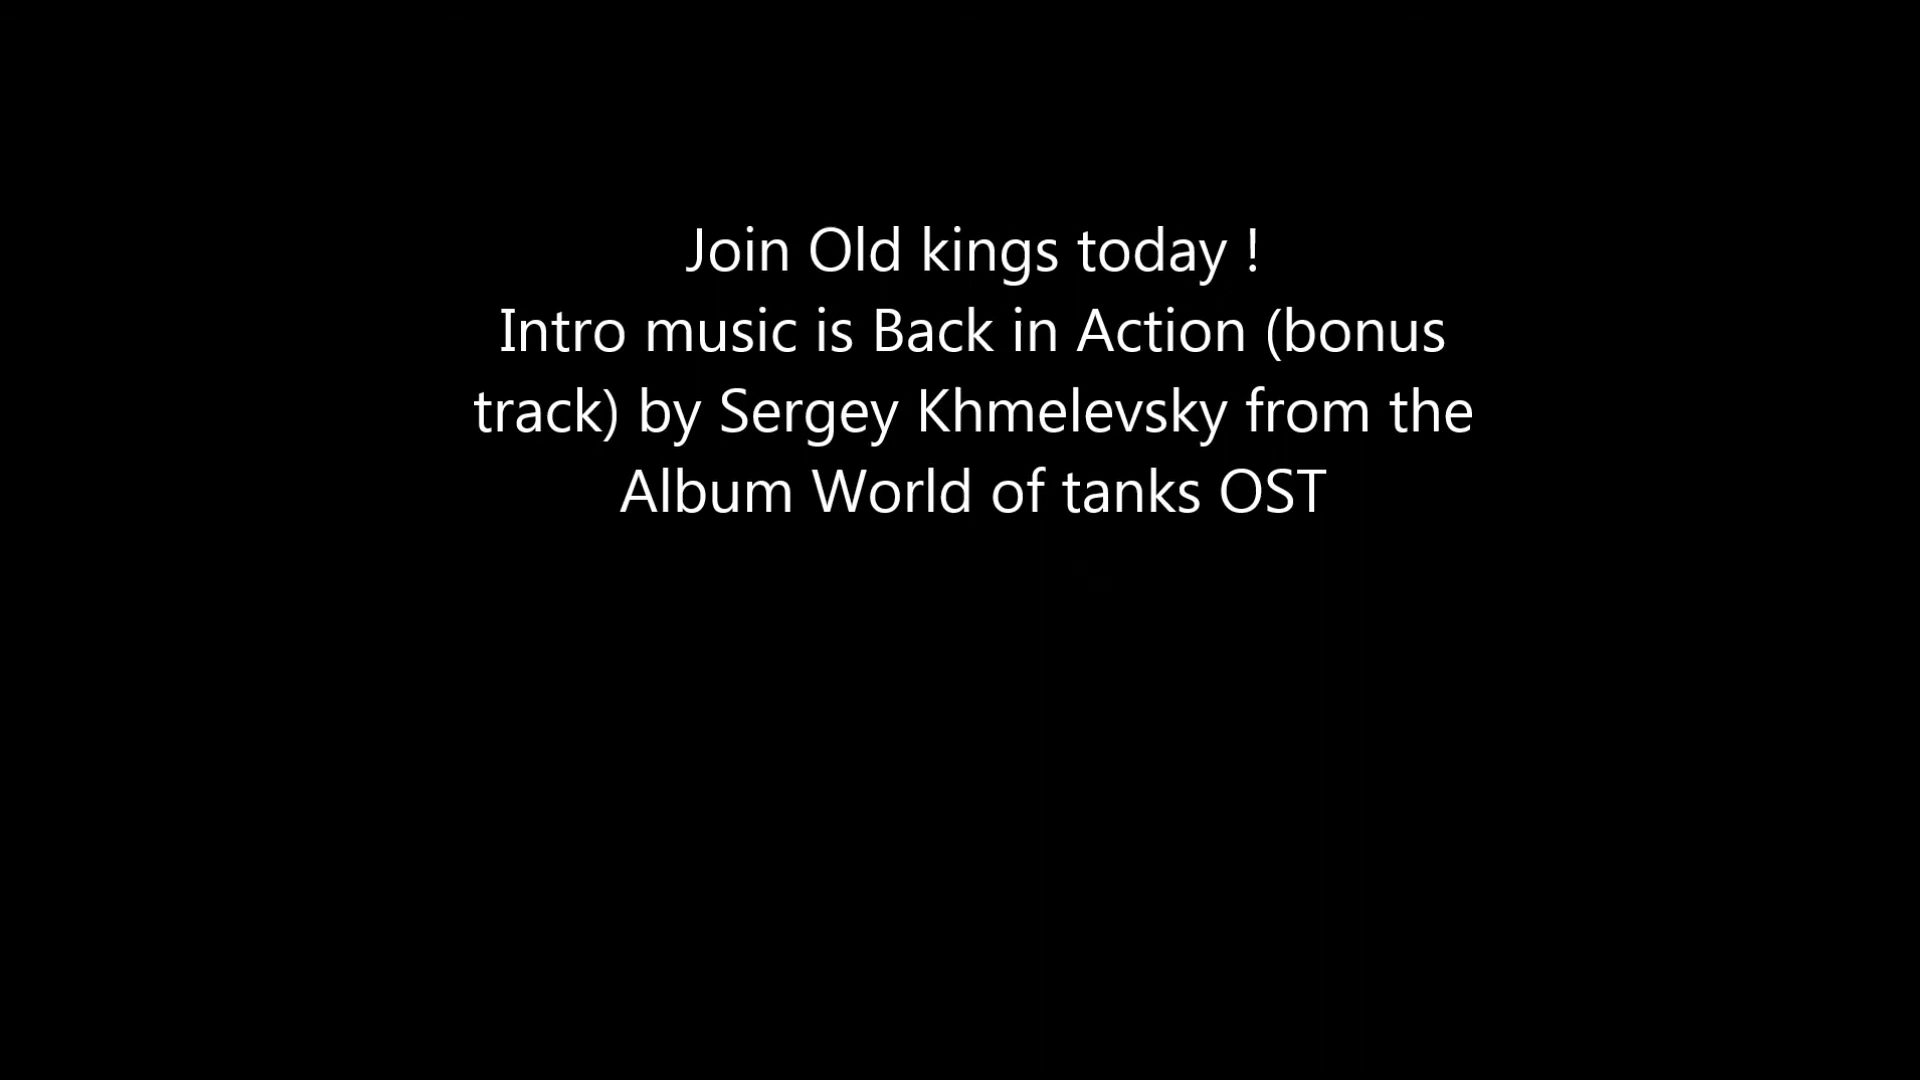 Join Old kings today !
Intro music is Back in Action (bonus
track) by Sergey Khmelevsky from the
Album World of tanks OST